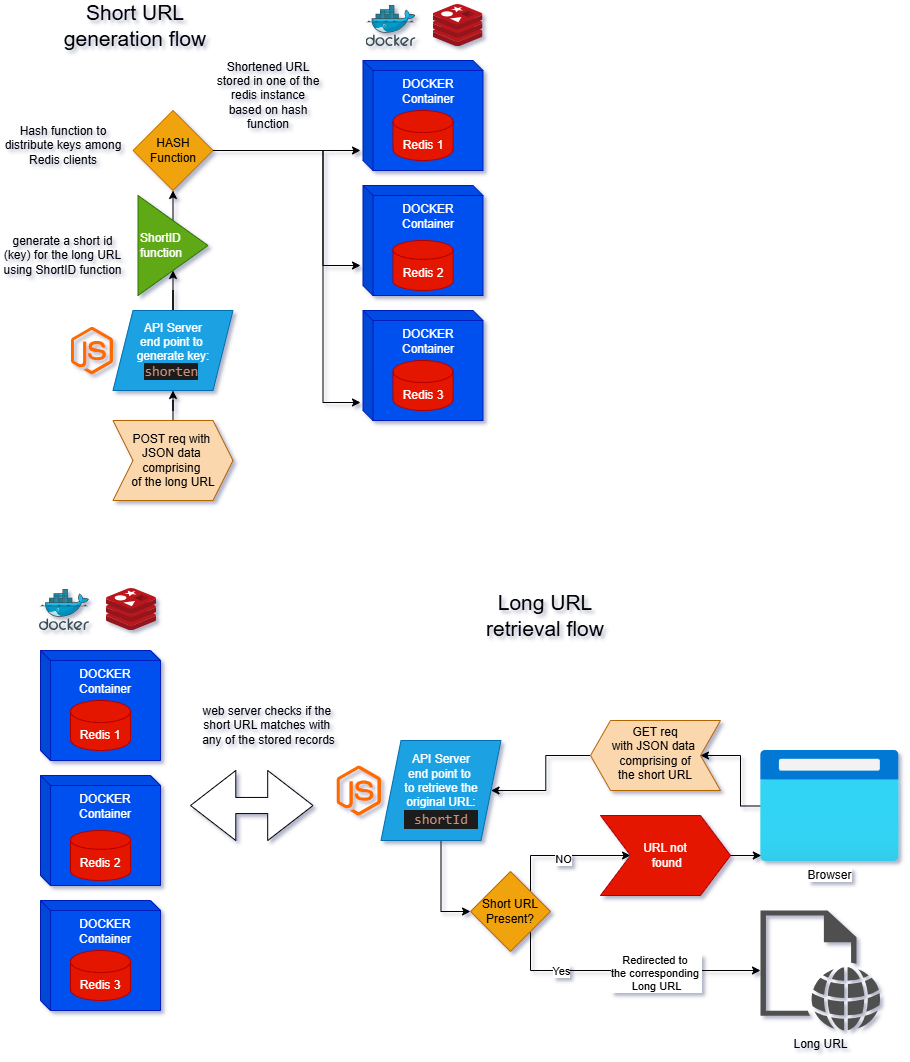 Short URL
generation flow
docker
Shortened URL
stored in one of the
redis instance
based on hash
function
DOCKER
Container
Redis 1
Hash function to
distribute keys among
Redis clients
HASH
Function
DOCKER
Container
Redis 2
generate a short id
(key) for the long URL
using ShortID function
ShortID
function
DOCKER
Container
Redis 3
JS
API Server
end point to
generate key:
shorten
POST req with
JSON data
comprising
of the long URL
docker
Long URL
retrieval flow
DOCKER
Container
Redis 1
web server checks if the
short URL matches with
any of the stored records
GET req
with JSON data
comprising of
the short URL
JS
API Server
end point to
to retrieve the
original URL:
shortId
DOCKER
Container
Redis 2
NO
URL not
found
Browser
Short URL
Present?
DOCKER
Container
Redis 3
Yes
Redirected to
the corresponding
Long URL
Long URL